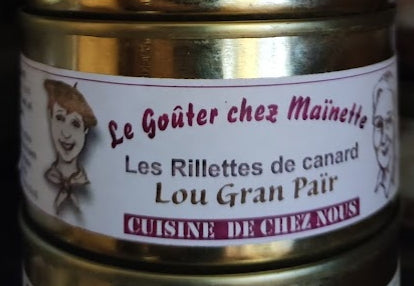 Le Goûter chez Maïnette
Les Rillettes de canard
Lou Gran Païr
CUISINE DE CHEZ NOUS